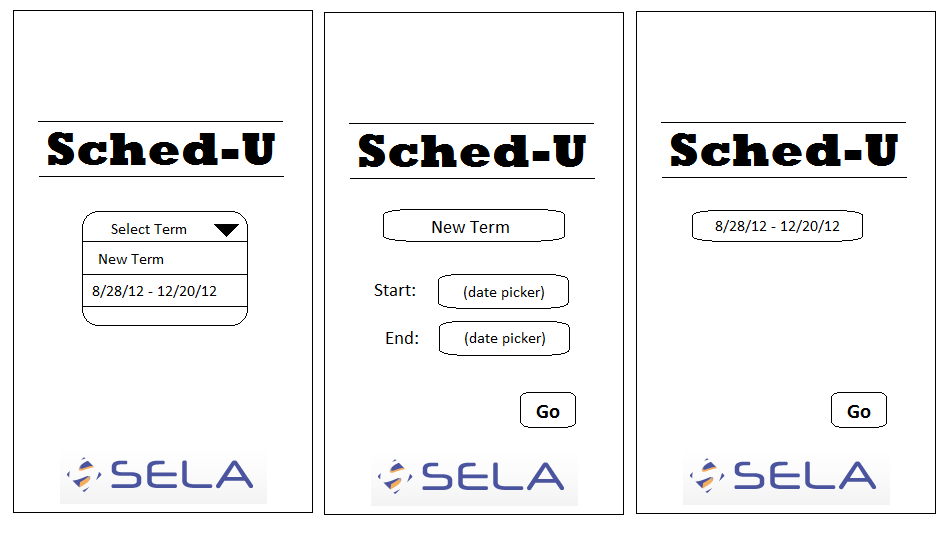 Sched-U
Select Term
New Term
8/28/12 - 12/20/12
SELA
Sched-U
New Term
Start: (date picker)
End: (date picker)
Go
SELA
Sched-U
8/28/12 - 12/20/12
Go
SELA